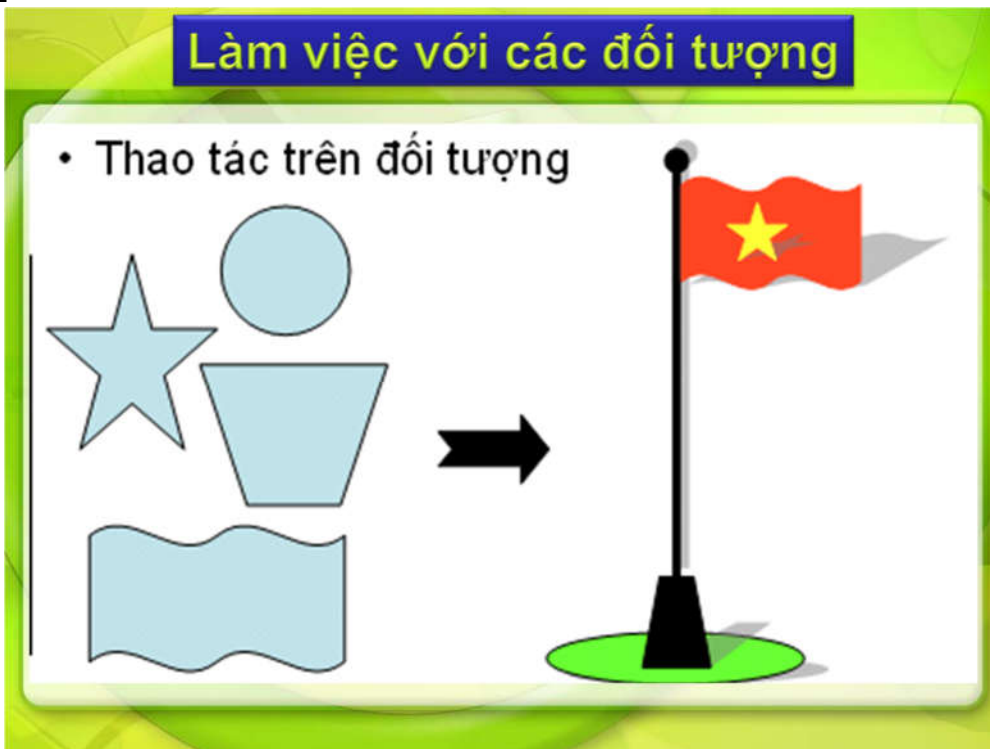 Làm việc với các đối tượng
• Thao tác trên đối tượng